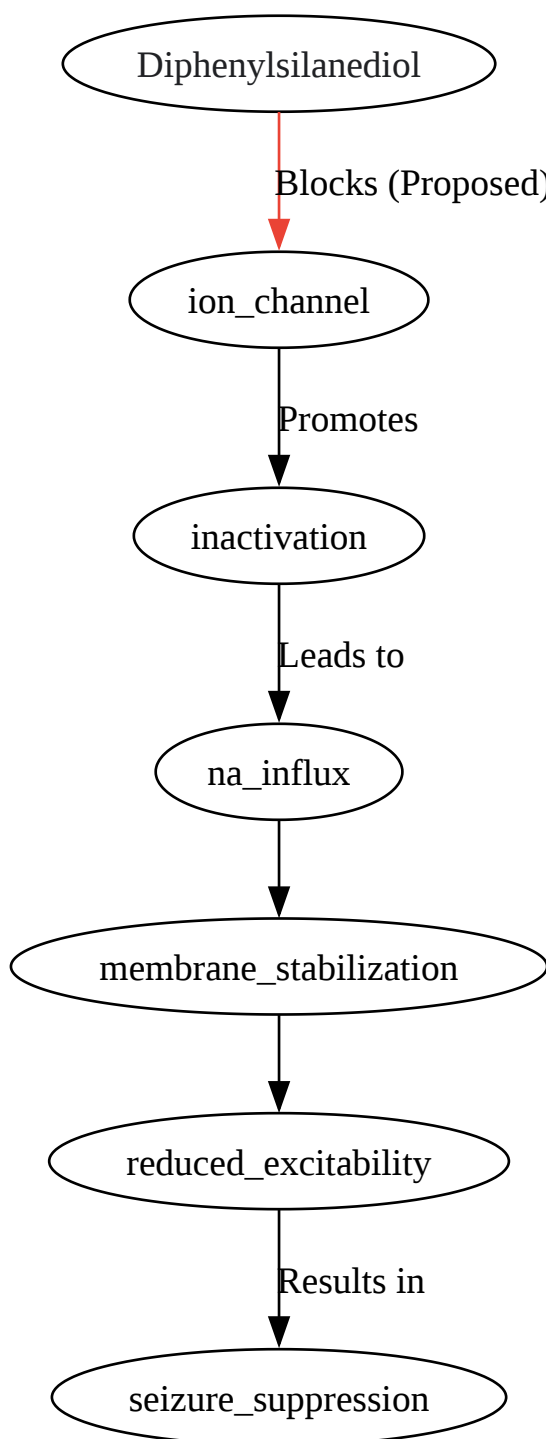 Diphenylsilanediol
Blocks (Proposed)
ion_channel
Promotes
inactivation
Leads to
na_influx
membrane_stabilization
reduced_excitability
Results in
seizure_suppression